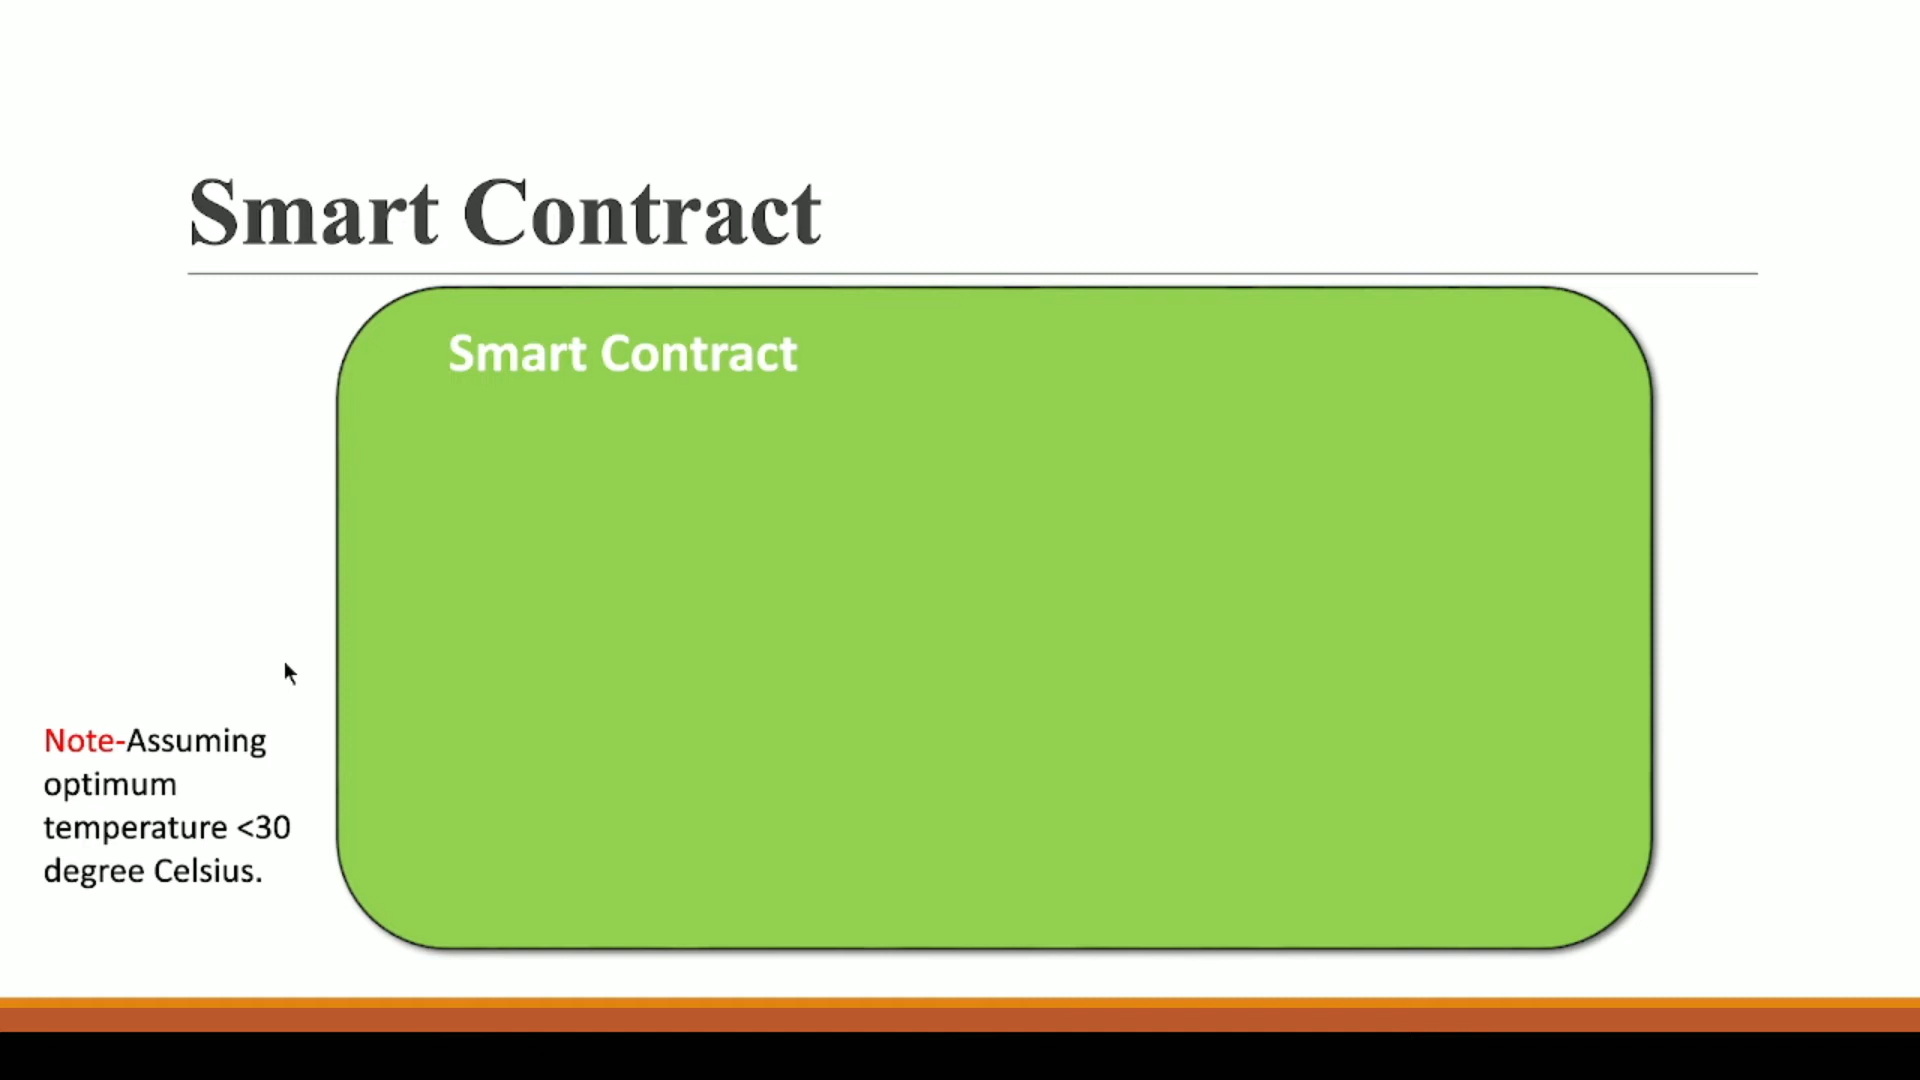 Smart Contract
Smart Contract
Note-Assuming
optimum
temperature <30
degree Celsius.